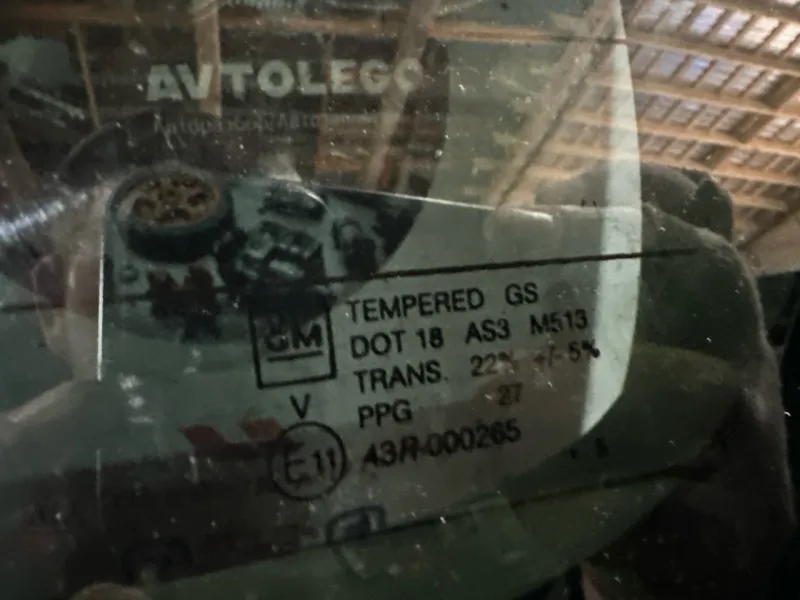 AVTOLEGO
TEMPERED GS
GM
DOT 18 AS3 M513
TRANS. 22% +/- 5%
V
PPG 27
E11 43R-000265